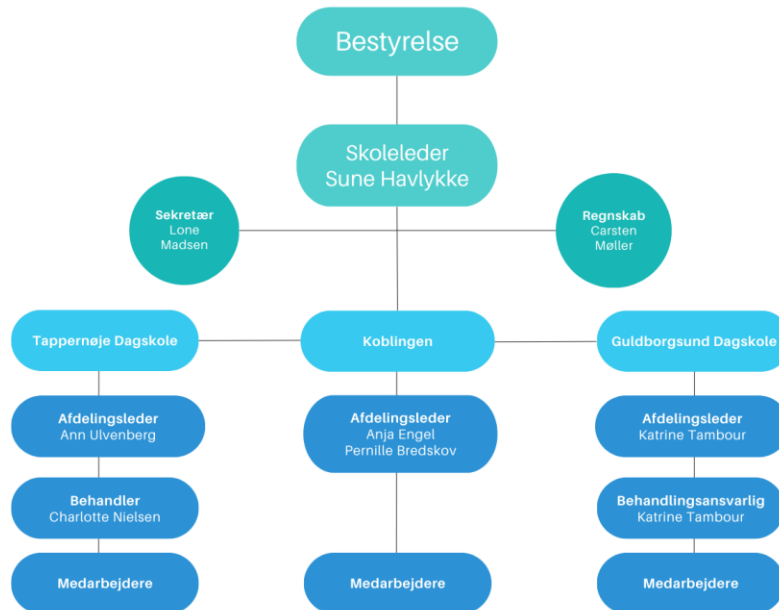 Bestyrelse
Skoleleder
Sune Havlykke
Sekretær
Lone
Madsen
Regnskab
Carsten
Møller
Tappernøje Dagskole
Koblingen
Guldborgsund Dagskole
Afdelingsleder
Ann Ulvenberg
Afdelingsleder
Anja Engel
Pernille Bredskov
Afdelingsleder
Katrine Tambour
Behandler
Charlotte Nielsen
Behandlingsansvarlig
Katrine Tambour
Medarbejdere
Medarbejdere
Medarbejdere